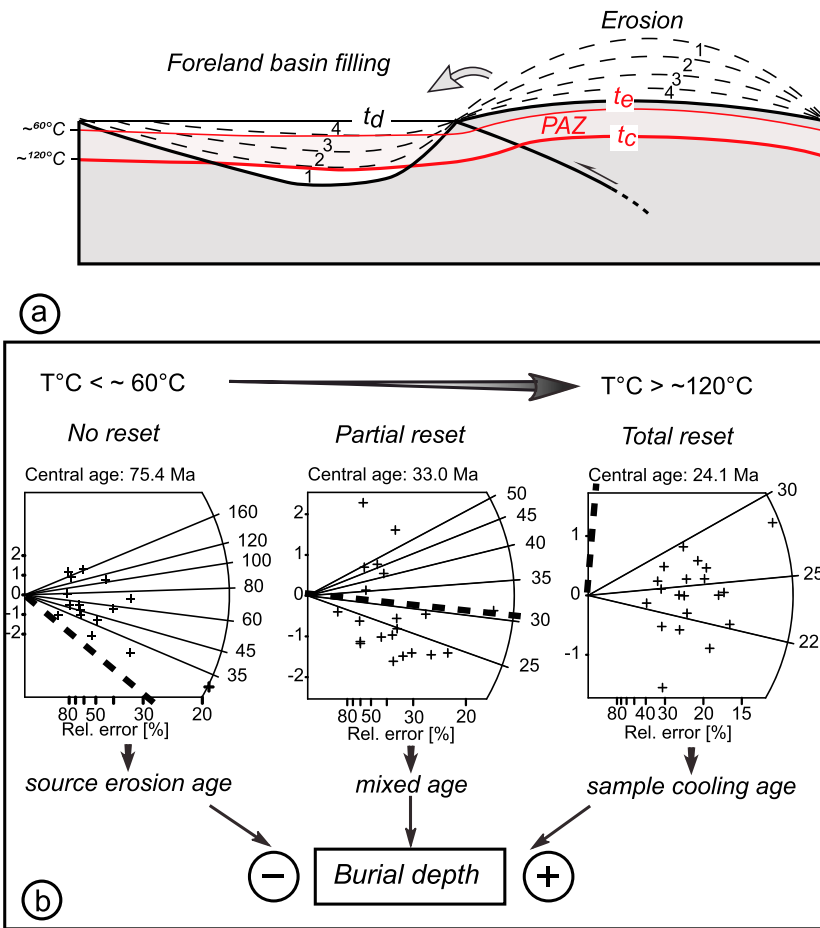 Erosion
Foreland basin filling
1
2
3
4
td
te
~60°C
4
PAZ
3
tc
~120°C
2
1
a
T°C < ~ 60°C
T°C > ~120°C
No reset
Partial reset
Total reset
Central age: 75.4 Ma
Central age: 33.0 Ma
Central age: 24.1 Ma
160
120
100
80
60
45
35
2
1
0
-1
-2
80 50 30 20
Rel. error [%]
50
45
40
35
30
25
2
1
0
-1
-2
80 50 30 20
Rel. error [%]
30
25
22
1
0
-1
80 40 30 20 15
Rel. error [%]
source erosion age
mixed age
sample cooling age
−
Burial depth
+
b